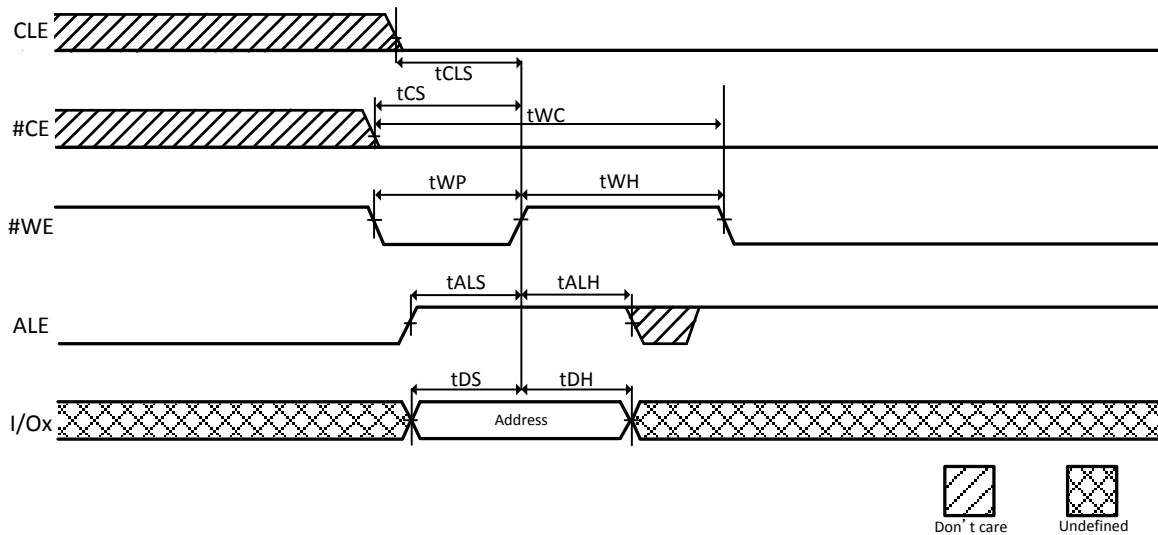 CLE
tCLS
tCS
#CE
tWC
tWP
tWH
#WE
tALS
tALH
ALE
tDS
tDH
I/Ox
Address
Don’t care
Undefined